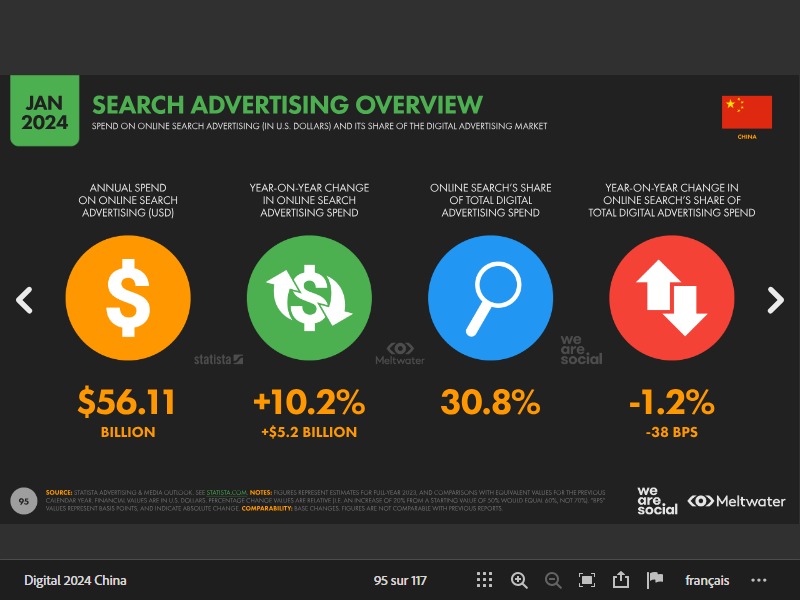 JAN
2024
SEARCH ADVERTISING OVERVIEW
SPEND ON ONLINE SEARCH ADVERTISING (IN U.S. DOLLARS) AND ITS SHARE OF THE DIGITAL ADVERTISING MARKET
CHINA
ANNUAL SPEND
ON ONLINE SEARCH
ADVERTISING (USD)
$56.11
BILLION
YEAR-ON-YEAR CHANGE
IN ONLINE SEARCH
ADVERTISING SPEND
+10.2%
+$5.2 BILLION
ONLINE SEARCH'S SHARE
OF TOTAL DIGITAL
ADVERTISING SPEND
30.8%
YEAR-ON-YEAR CHANGE IN
ONLINE SEARCH'S SHARE OF
TOTAL DIGITAL ADVERTISING SPEND
-1.2%
-38 BPS
statista
Meltwater
we
are.
social
95
SOURCE: STATISTA ADVERTISING & MEDIA OUTLOOK. SEE STATISTA.COM. NOTES: FIGURES REPRESENT ESTIMATES FOR FULL-YEAR 2023, AND COMPARISONS WITH EQUIVALENT VALUES FOR THE PREVIOUS
CALENDAR YEAR. FINANCIAL VALUES ARE IN U.S. DOLLARS. PERCENTAGE CHANGE VALUES ARE RELATIVE (I.E. AN INCREASE OF 20% FROM A STARTING VALUE OF 50% WOULD EQUAL 60%, NOT 70%). "BPS"
VALUES REPRESENT BASIS POINTS, AND INDICATE ABSOLUTE CHANGE. COMPARABILITY: BASE CHANGES. FIGURES ARE NOT COMPARABLE WITH PREVIOUS REPORTS.
we
are.
social
Meltwater
Digital 2024 China
95 sur 117
français